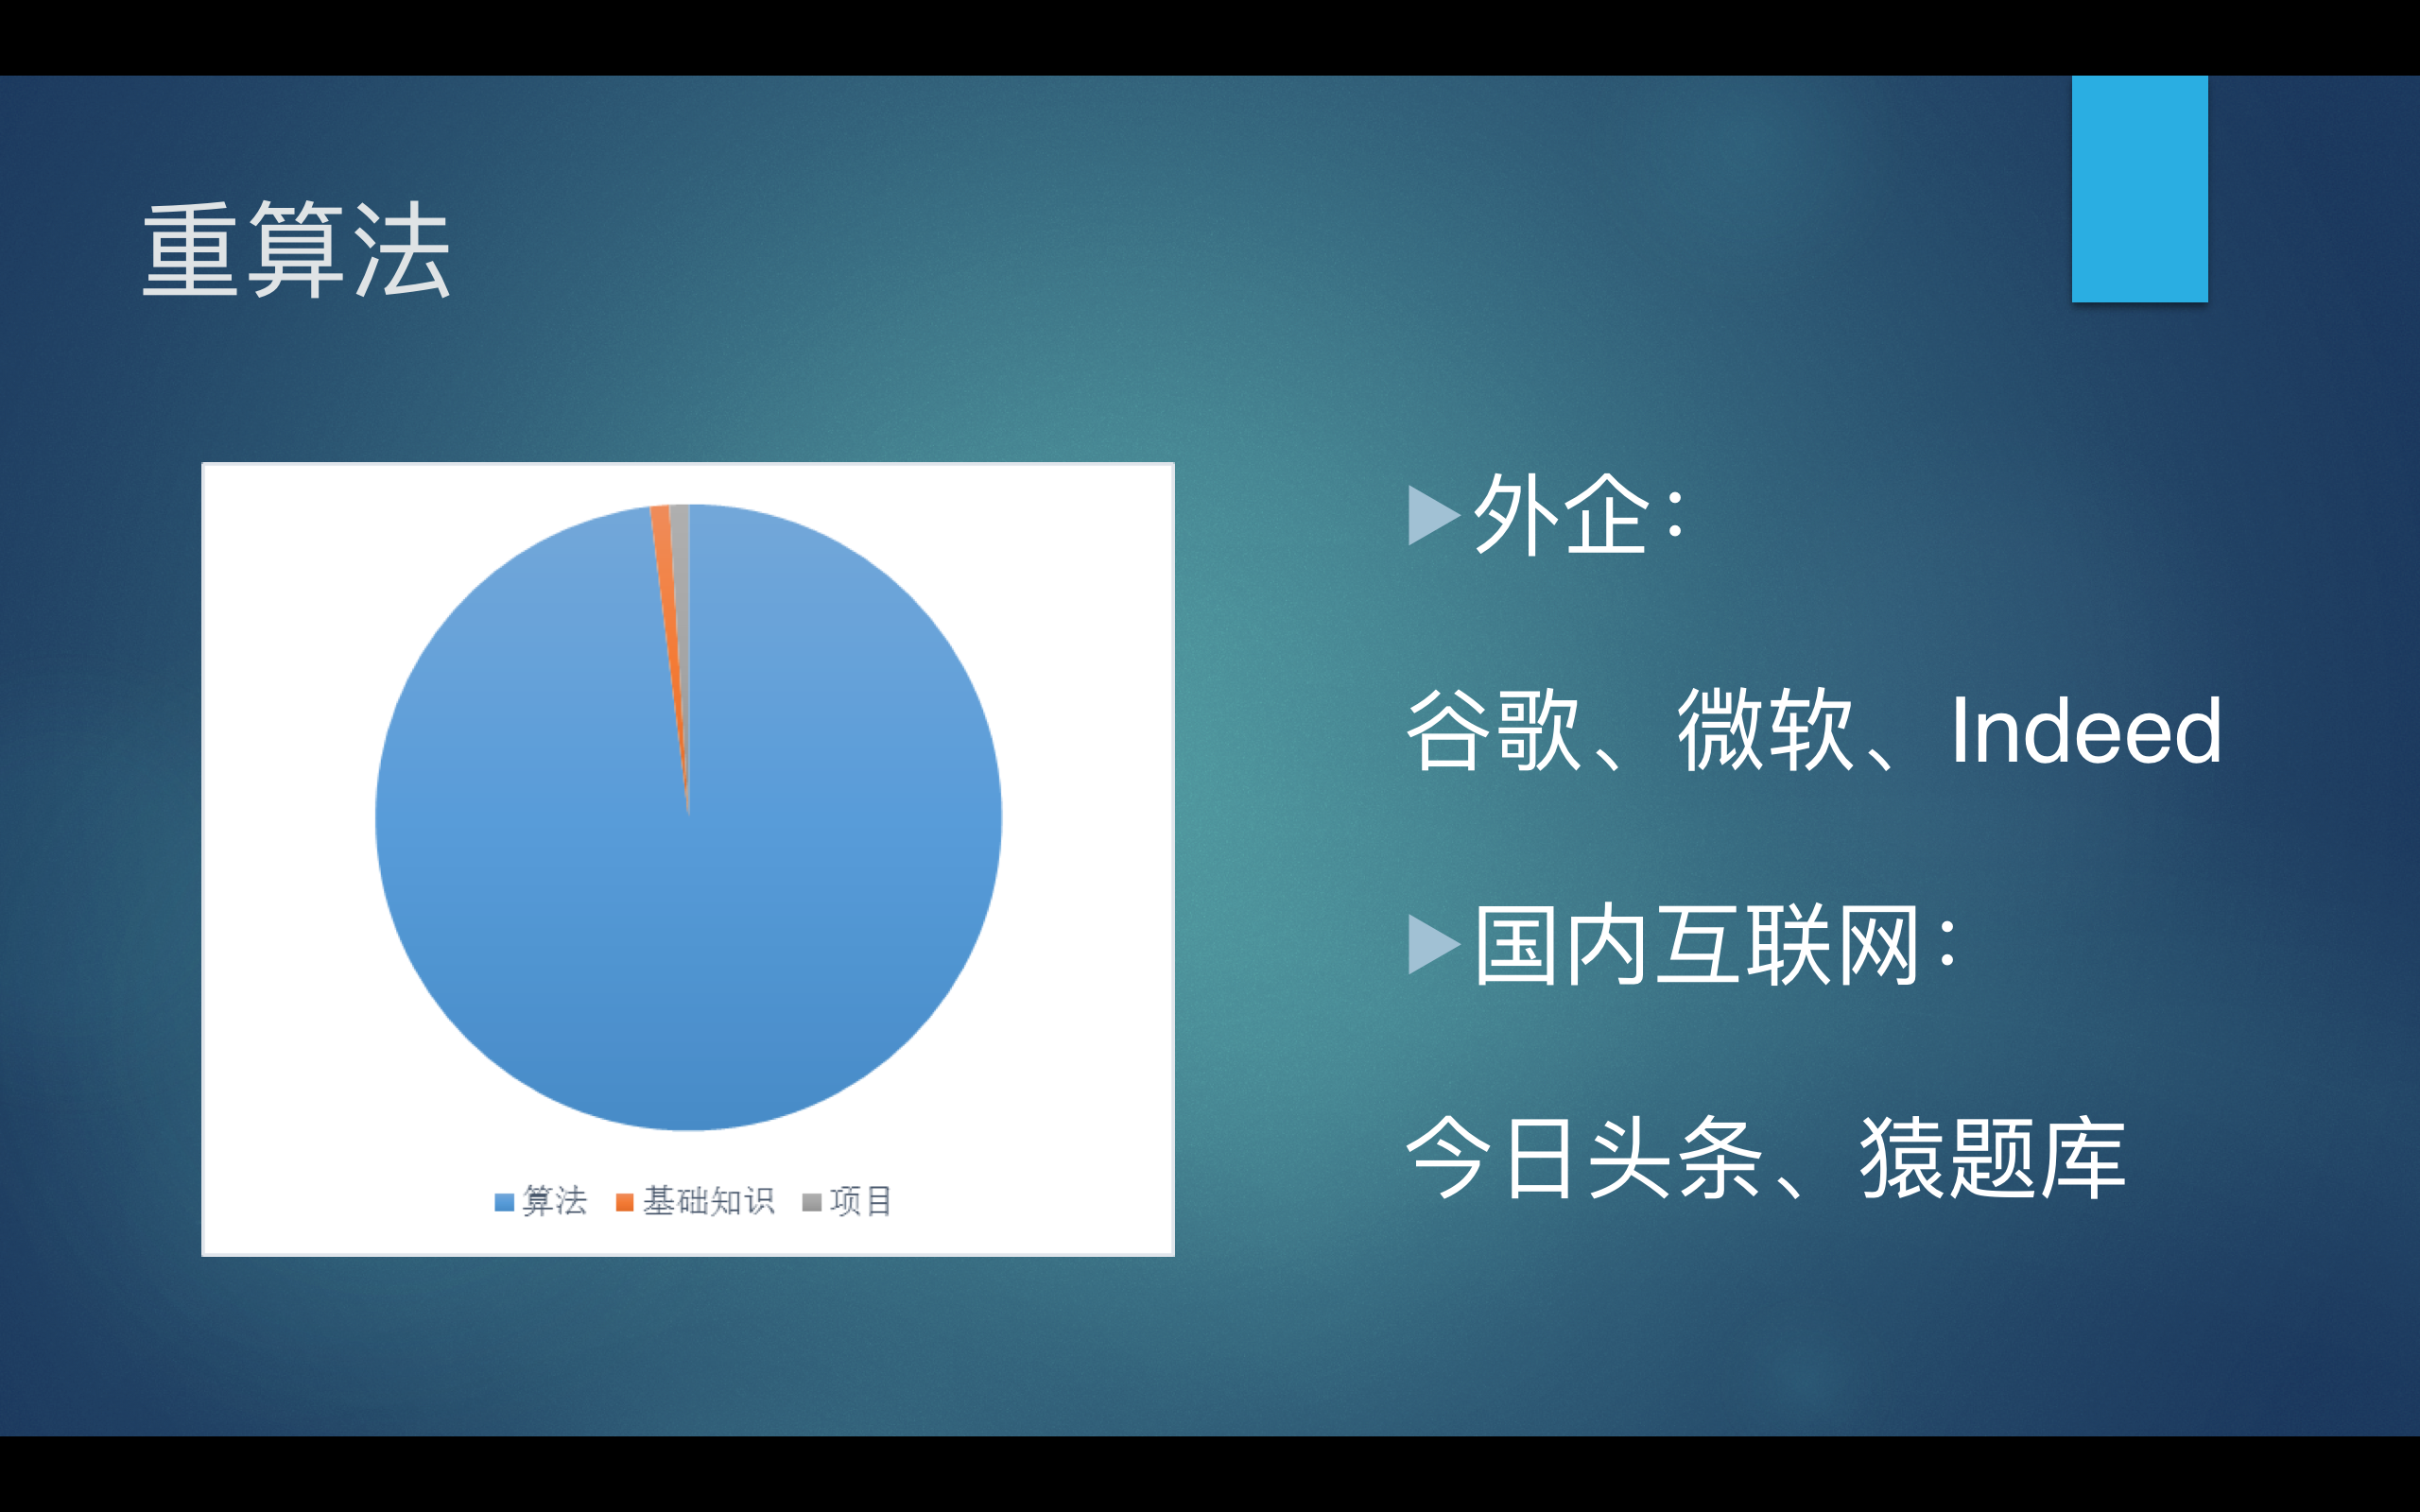 重算法
算法 基础知识 项目
外企：
谷歌、微软、Indeed
国内互联网：
今日头条、猿题库